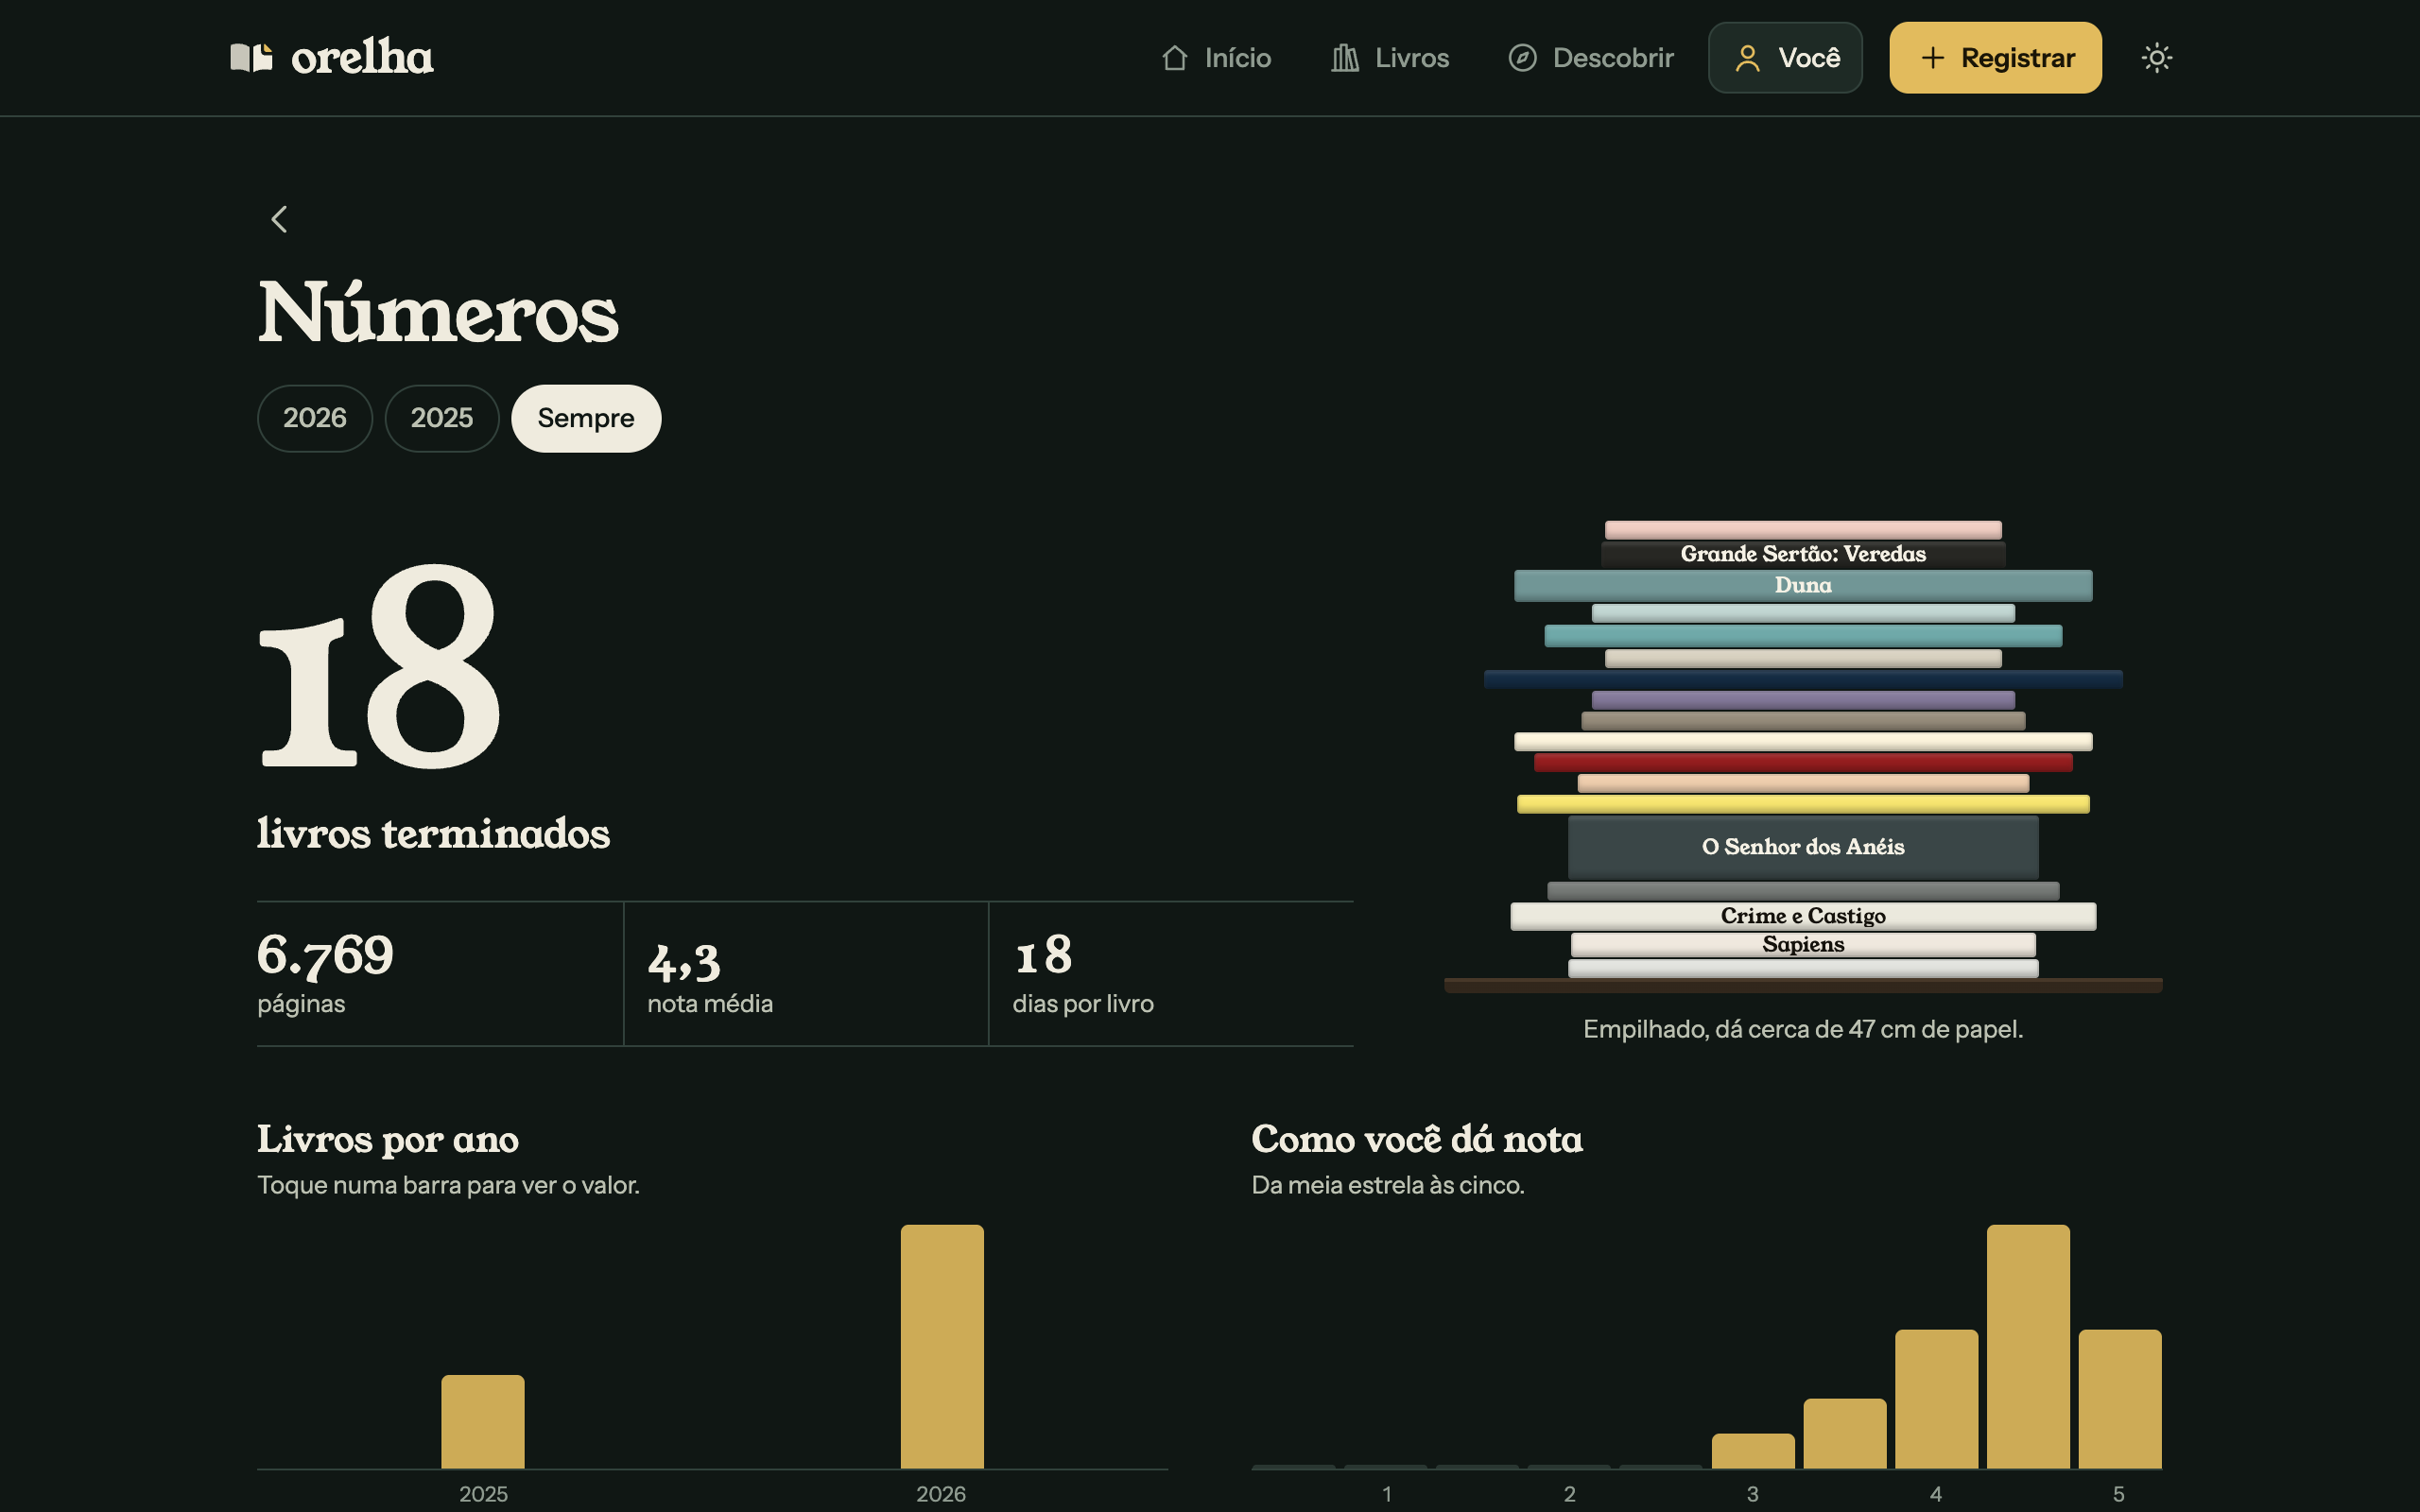 orelha
Início
Livros
Descobrir
Você
Registrar
Números
2026
2025
Sempre
18
livros terminados
6.769
páginas
4,3
nota média
18
dias por livro
Grande Sertão: Veredas
Duna
O Senhor dos Anéis
Crime e Castigo
Sapiens
Empilhado, dá cerca de 47 cm de papel.
Livros por ano
Toque numa barra para ver o valor.
2025
2026
Como você dá nota
Da meia estrela às cinco.
1
2
3
4
5